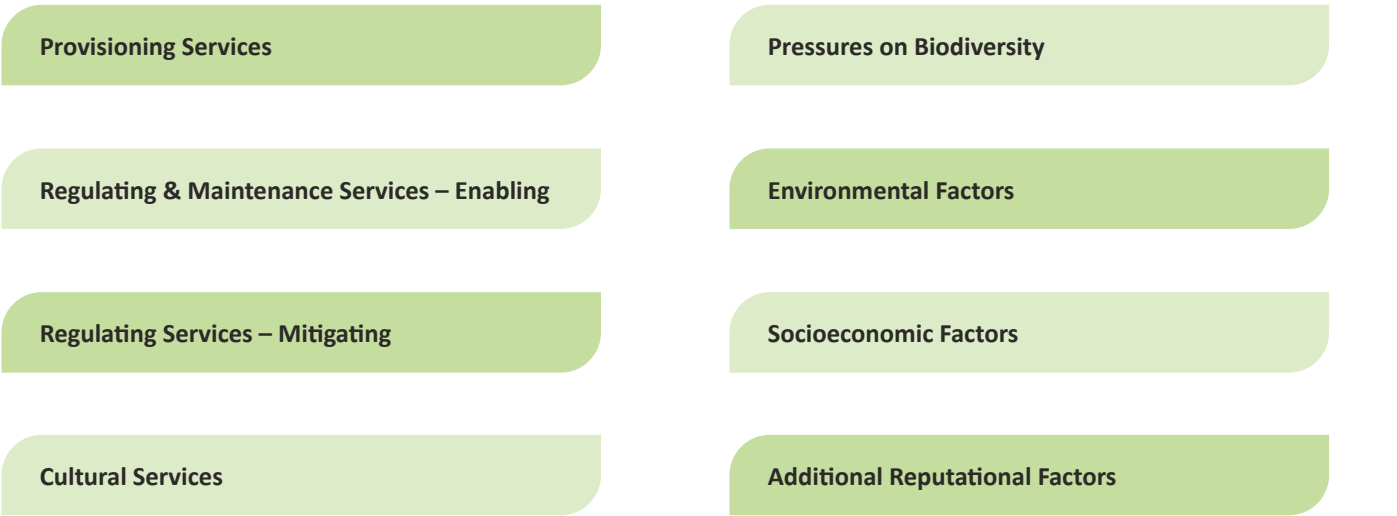 Provisioning Services
Regulating & Maintenance Services – Enabling
Regulating Services – Mitigating
Cultural Services
Pressures on Biodiversity
Environmental Factors
Socioeconomic Factors
Additional Reputational Factors